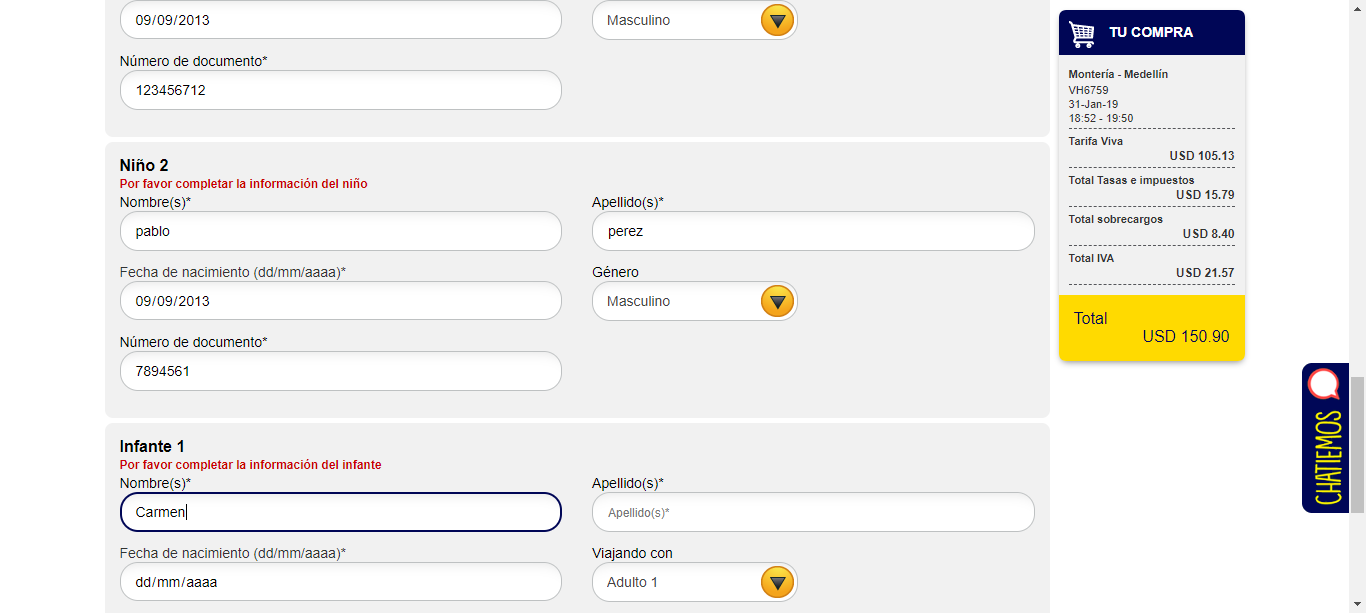 09/09/2013
Masculino
Número de documento*
123456712
Niño 2
Por favor completar la información del niño
Nombre(s)*
Apellido(s)*
pablo
perez
Fecha de nacimiento (dd/mm/aaaa)*
Género
09/09/2013
Masculino
Número de documento*
7894561
Infante 1
Por favor completar la información del infante
Nombre(s)*
Apellido(s)*
Carmen
Apellido(s)*
Fecha de nacimiento (dd/mm/aaaa)*
Viajando con
dd/mm/aaaa
Adulto 1
TU COMPRA
Montería - Medellín
VH6759
31-Jan-19
18:52 - 19:50
Tarifa Viva
USD 105.13
Total Tasas e impuestos
USD 15.79
Total sobrecargos
USD 8.40
Total IVA
USD 21.57
Total
USD 150.90
CHATIEMOS